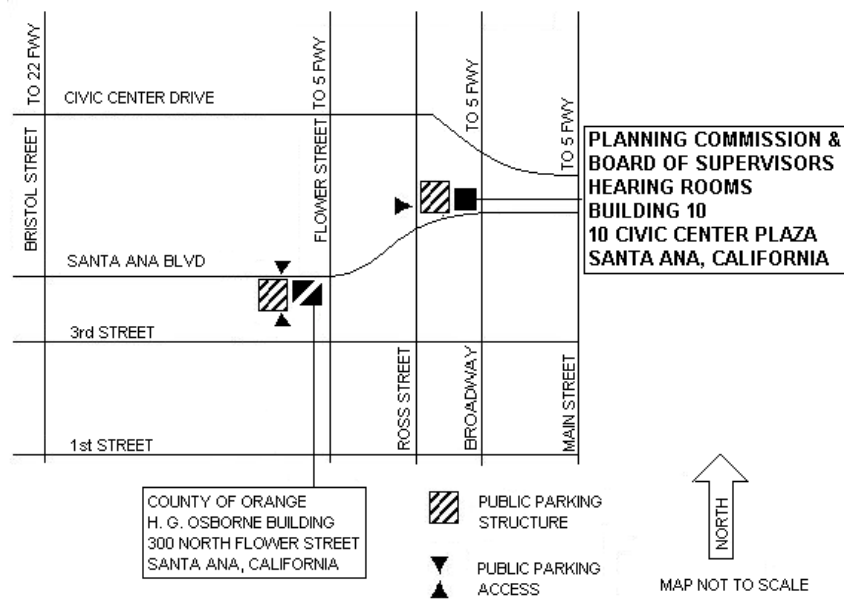 TO 22 FWY
TO 5 FWY
TO 5 FWY
TO 5 FWY
CIVIC CENTER DRIVE
BRISTOL STREET
FLOWER STREET
PLANNING COMMISSION &
BOARD OF SUPERVISORS
HEARING ROOMS
BUILDING 10
10 CIVIC CENTER PLAZA
SANTA ANA, CALIFORNIA
SANTA ANA BLVD
3rd STREET
ROSS STREET
BROADWAY
MAIN STREET
1st STREET
COUNTY OF ORANGE
H. G. OSBORNE BUILDING
300 NORTH FLOWER STREET
SANTA ANA, CALIFORNIA
PUBLIC PARKING
STRUCTURE
PUBLIC PARKING
ACCESS
NORTH
MAP NOT TO SCALE